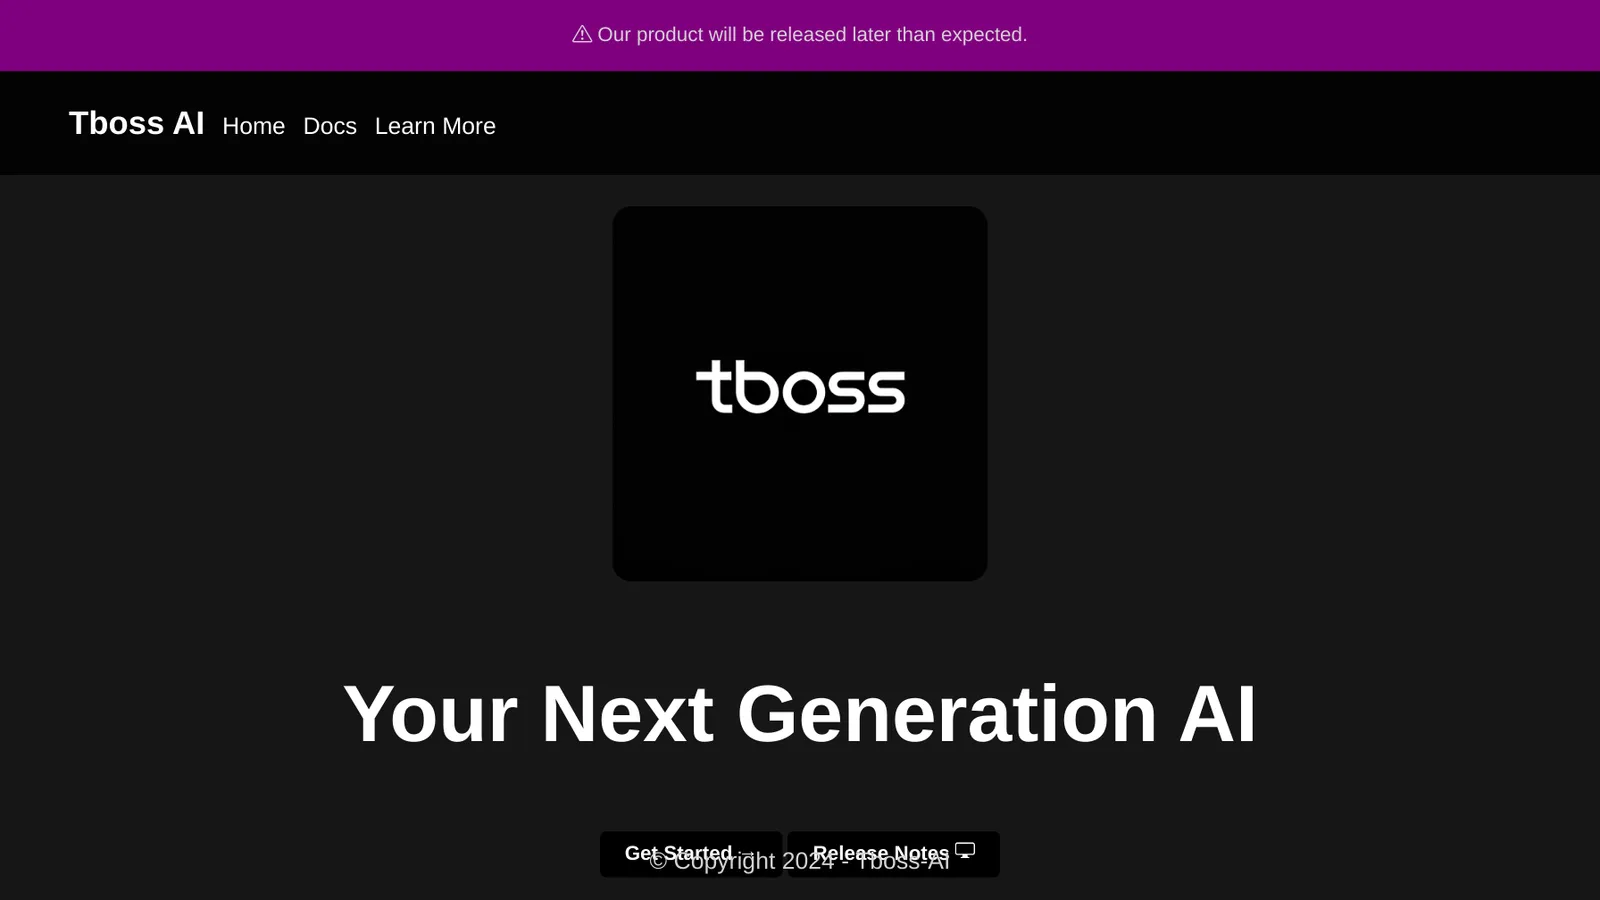 ⚠ Our product will be released later than expected.
Tboss AI Home Docs Learn More
tboss
Your Next Generation AI
Get Started → Release Notes
© Copyright 2024 - Tboss-AI